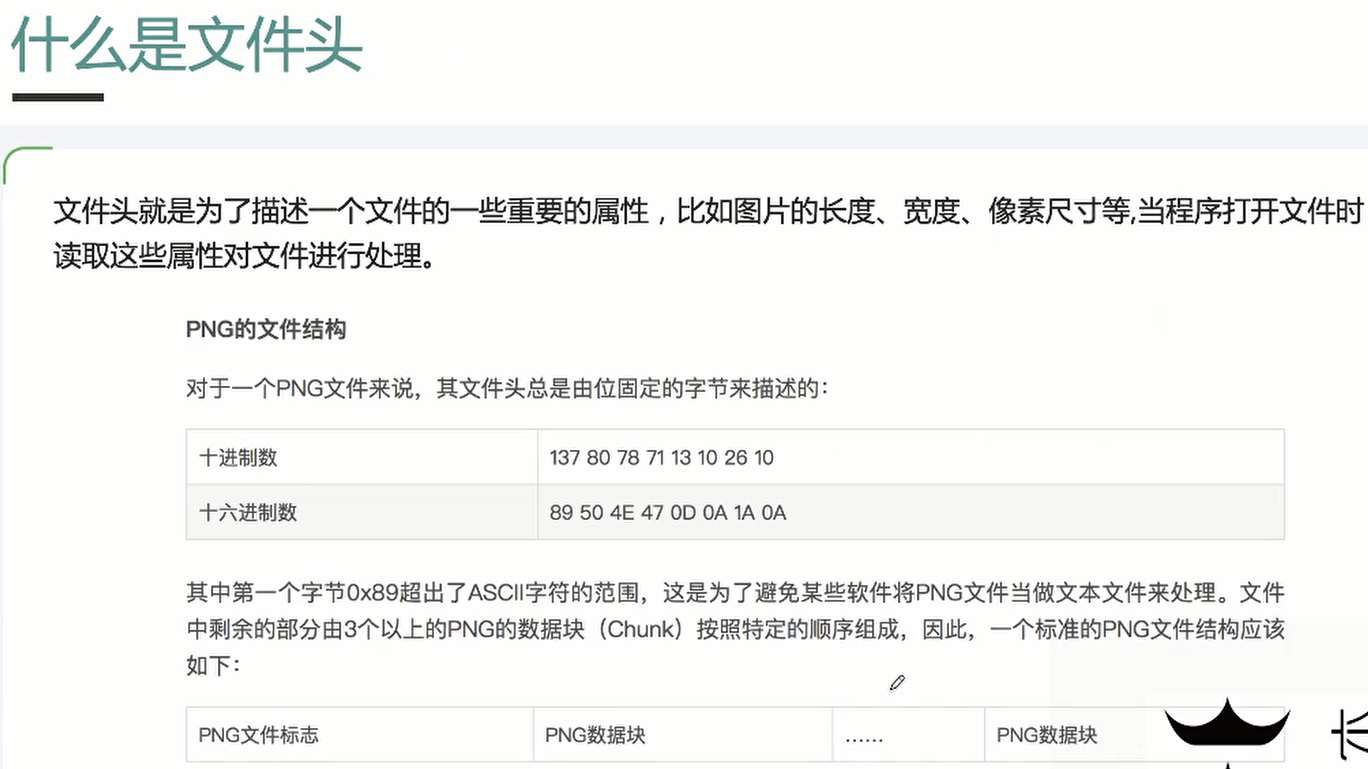 什么是文件头
文件头就是为了描述一个文件的一些重要的属性，比如图片的长度、宽度、像素尺寸等,当程序打开文件时
读取这些属性对文件进行处理。
PNG的文件结构
对于一个PNG文件来说，其文件头总是由位固定的字节来描述的：
十进制数 137 80 78 71 13 10 26 10
十六进制数 89 50 4E 47 0D 0A 1A 0A
其中第一个字节0x89超出了ASCII字符的范围，这是为了避免某些软件将PNG文件当做文本文件来处理。文件
中剩余的部分由3个以上的PNG的数据块（Chunk）按照特定的顺序组成，因此，一个标准的PNG文件结构应该
如下：
PNG文件标志 PNG数据块 …… PNG数据块